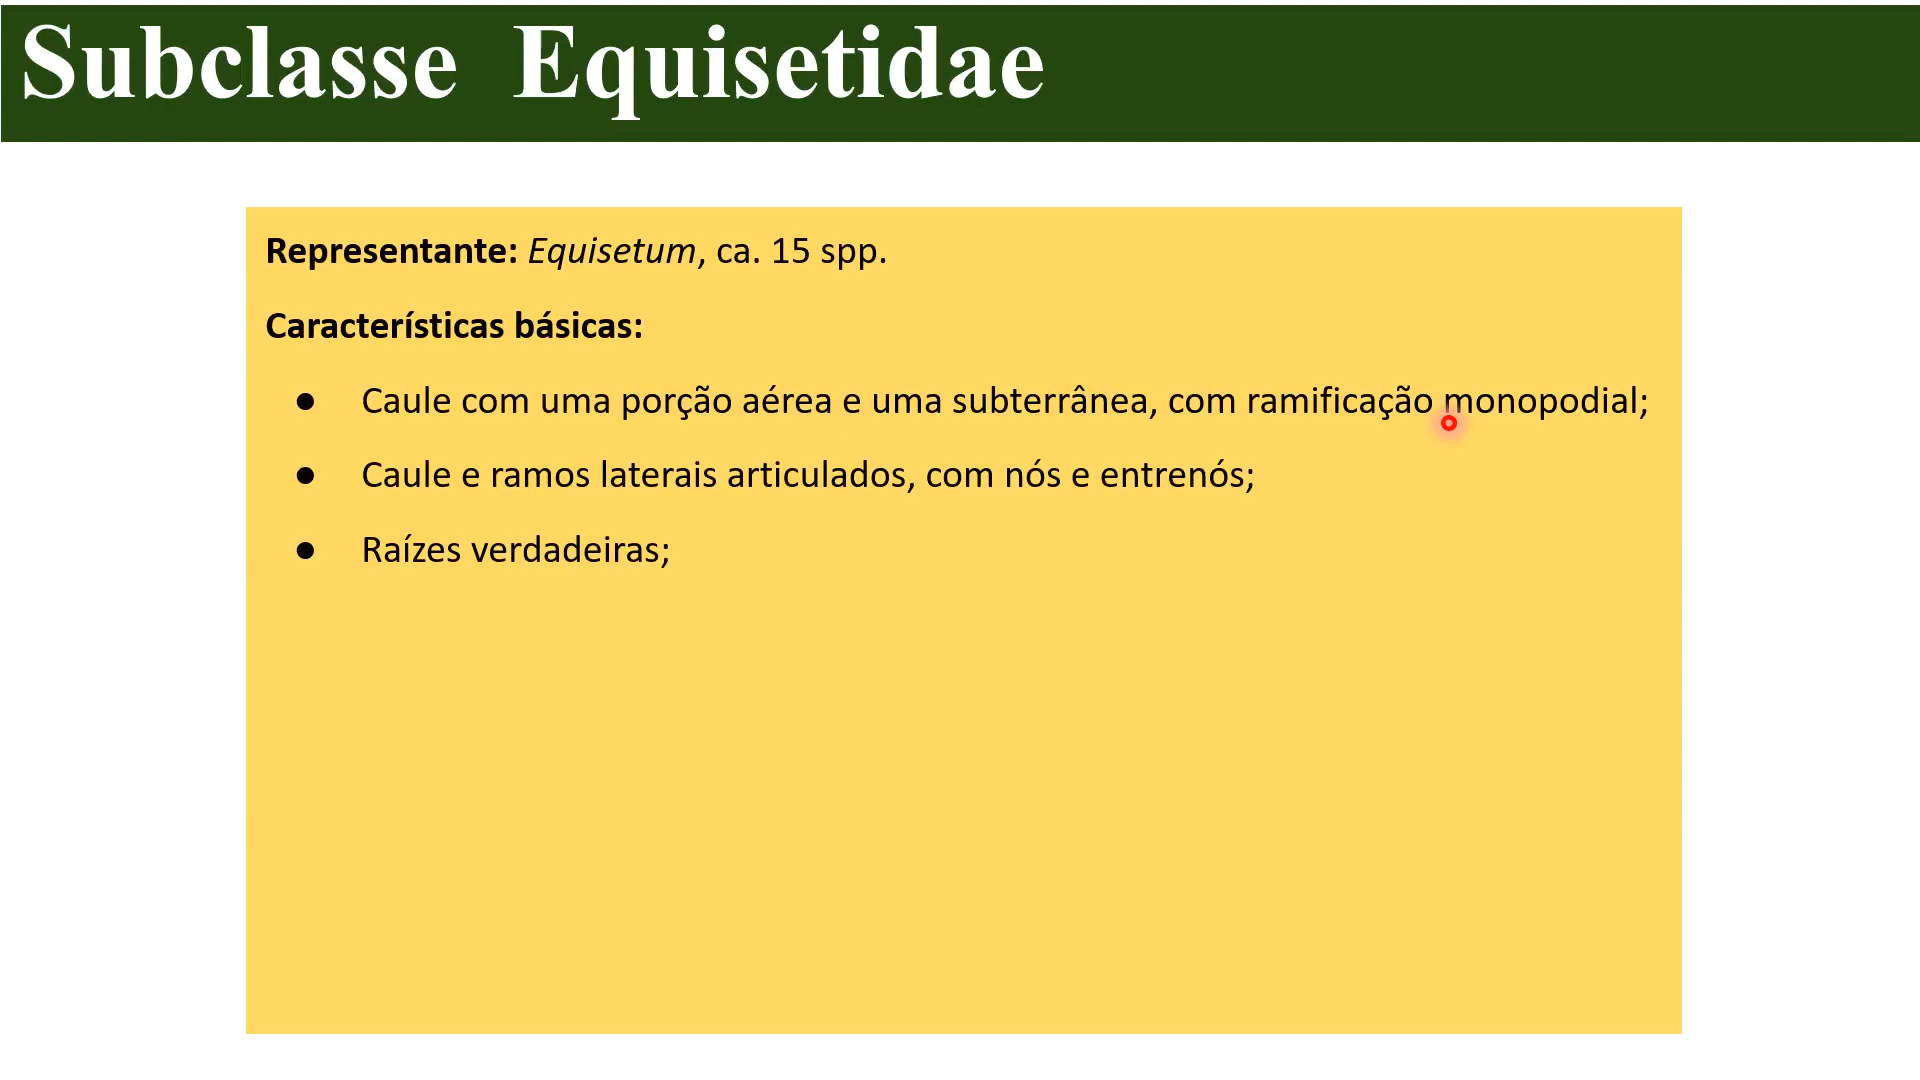 Subclasse Equisetidae
Representante: Equisetum, ca. 15 spp.
Características básicas:
● Caule com uma porção aérea e uma subterrânea, com ramificação monopodial;
● Caule e ramos laterais articulados, com nós e entrenós;
● Raízes verdadeiras;